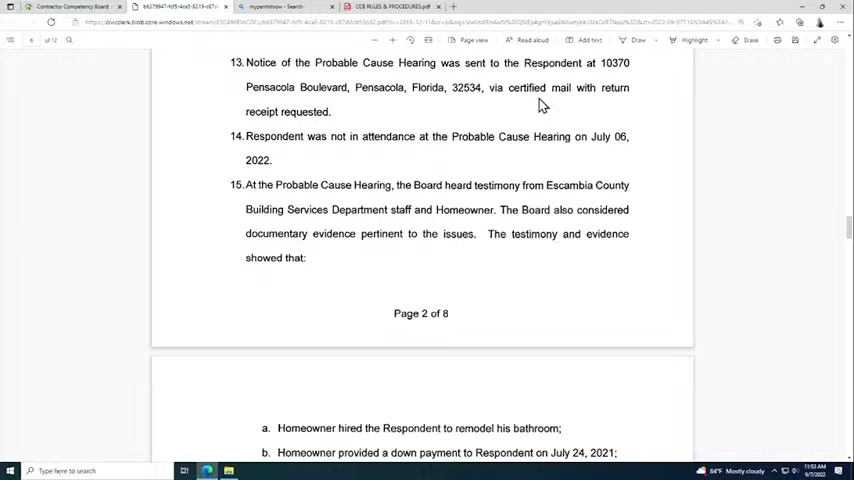 Contractor Competency Board
mypermitnow - Search
CCB RULES & PROCEDURES.pdf
6 of 12
Page view
Read aloud
Add text
Draw
Highlight
Erase
13. Notice of the Probable Cause Hearing was sent to the Respondent at 10370
Pensacola Boulevard, Pensacola, Florida, 32534, via certified mail with return
receipt requested.
14. Respondent was not in attendance at the Probable Cause Hearing on July 06,
2022.
15. At the Probable Cause Hearing, the Board heard testimony from Escambia County
Building Services Department staff and Homeowner. The Board also considered
documentary evidence pertinent to the issues. The testimony and evidence
showed that:
Page 2 of 8
a. Homeowner hired the Respondent to remodel his bathroom;
b. Homeowner provided a down payment to Respondent on July 24, 2021;
Type here to search
84°F Mostly cloudy
11:53 AM
9/7/2022